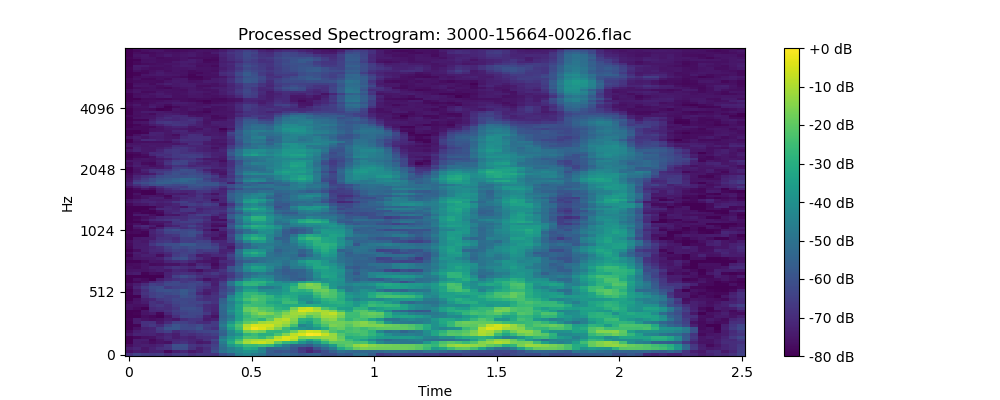 Processed Spectrogram: 3000-15664-0026.flac
+0 dB
-10 dB
-20 dB
-30 dB
-40 dB
-50 dB
-60 dB
-70 dB
-80 dB
Hz
4096
2048
1024
512
0
0 0.5 1 1.5 2 2.5
Time